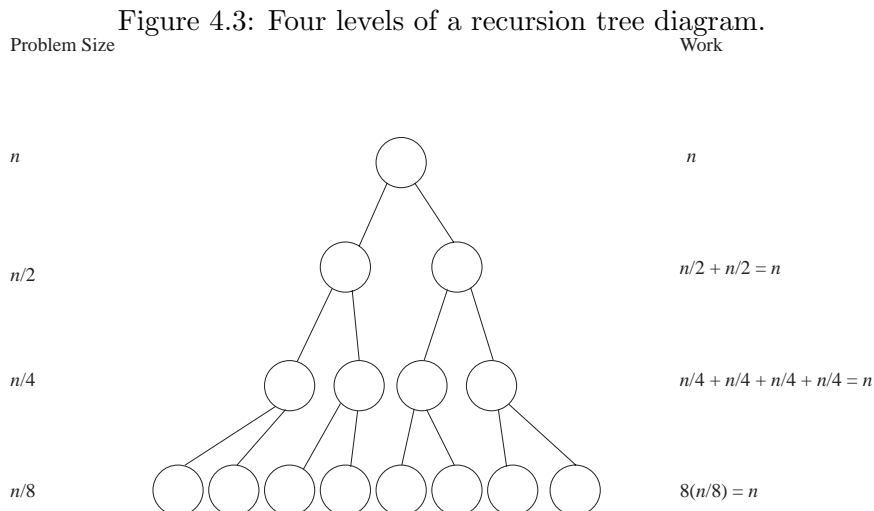 Figure 4.3: Four levels of a recursion tree diagram.
Problem Size Work
n n
n/2 n/2 + n/2 = n
n/4 n/4 + n/4 + n/4 + n/4 = n
n/8 8(n/8) = n